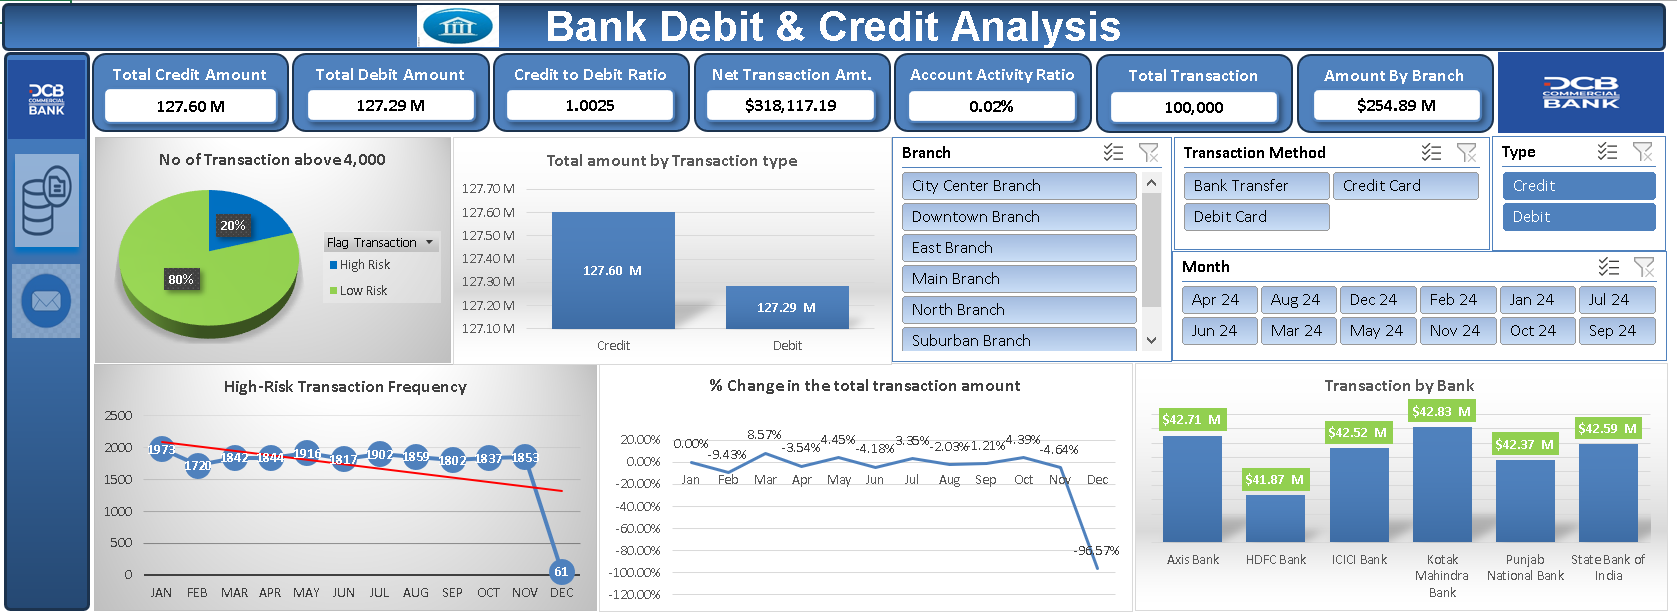 Bank Debit & Credit Analysis
DCB
COMMERCIAL
BANK
Total Credit Amount
127.60 M
Total Debit Amount
127.29 M
Credit to Debit Ratio
1.0025
Net Transaction Amt.
$318,117.19
Account Activity Ratio
0.02%
Total Transaction
100,000
Amount By Branch
$254.89 M
DCB
COMMERCIAL
BANK
No of Transaction above 4,000
20%
80%
Flag Transaction
High Risk
Low Risk
Total amount by Transaction type
127.70 M
127.60 M
127.50 M
127.40 M
127.30 M
127.20 M
127.10 M
127.60 M
127.29 M
Credit
Debit
Branch
City Center Branch
Downtown Branch
East Branch
Main Branch
North Branch
Suburban Branch
Transaction Method
Bank Transfer
Credit Card
Debit Card
Type
Credit
Debit
Month
Apr 24
Aug 24
Dec 24
Feb 24
Jan 24
Jul 24
Jun 24
Mar 24
May 24
Nov 24
Oct 24
Sep 24
High-Risk Transaction Frequency
2500
2000
1500
1000
500
0
1973
1720
1842
1844
1916
1817
1902
1859
1802
1837
1853
61
JAN
FEB
MAR
APR
MAY
JUN
JUL
AUG
SEP
OCT
NOV
DEC
% Change in the total transaction amount
20.00%
0.00%
-20.00%
-40.00%
-60.00%
-80.00%
-100.00%
-120.00%
0.00%
-9.43%
8.57%
-3.54%
4.45%
-4.18%
3.35%
-2.03%
-1.21%
4.39%
-4.64%
-96.57%
Jan
Feb
Mar
Apr
May
Jun
Jul
Aug
Sep
Oct
Nov
Dec
Transaction by Bank
$42.71 M
$41.87 M
$42.52 M
$42.83 M
$42.37 M
$42.59 M
Axis Bank
HDFC Bank
ICICI Bank
Kotak
Mahindra
Bank
Punjab
National Bank
State Bank of
India